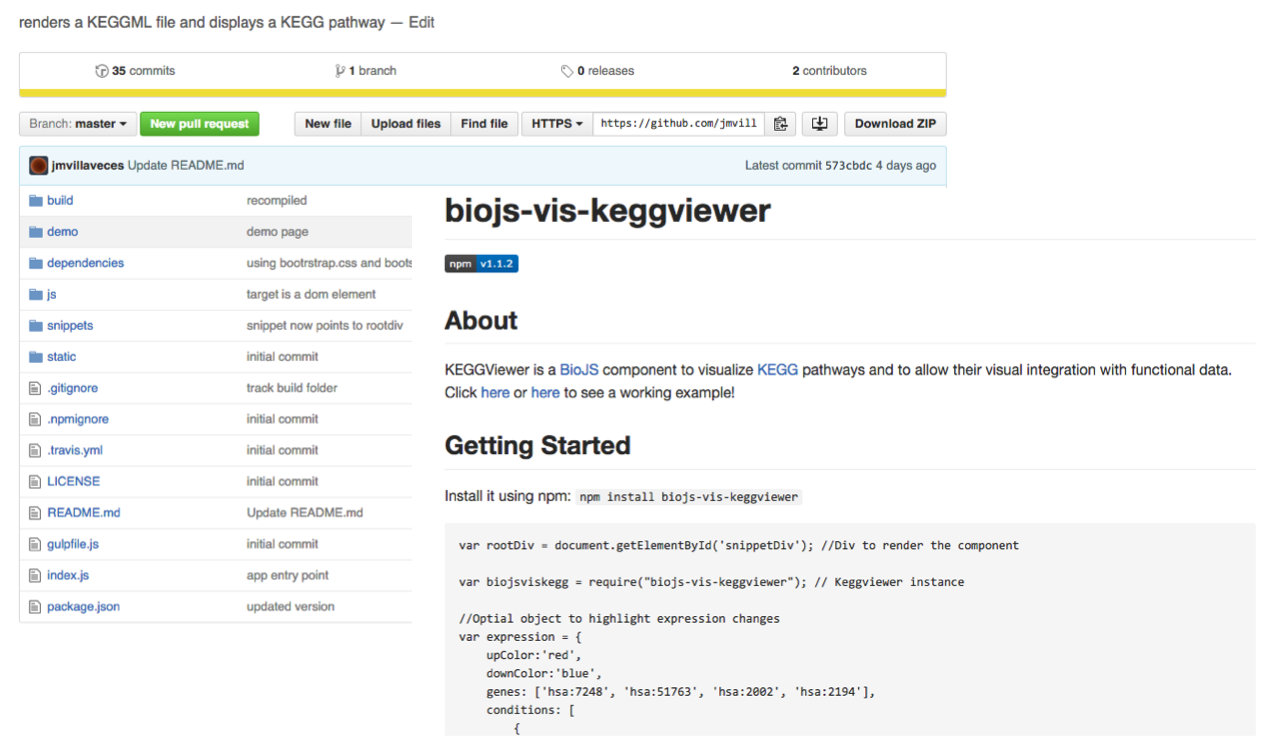 renders a KEGGML file and displays a KEGG pathway — Edit
35 commits 1 branch 0 releases 2 contributors
Branch: master New pull request New file Upload files Find file HTTPS https://github.com/jmvill Download ZIP
jmvillaveces Update README.md Latest commit 573cbdc 4 days ago
build recompiled
demo demo page
dependencies using bootrstrap.css and boots
js target is a dom element
snippets snippet now points to rootdiv
static initial commit
.gitignore track build folder
.npmignore initial commit
.travis.yml initial commit
LICENSE initial commit
README.md Update README.md
gulpfile.js initial commit
index.js app entry point
package.json updated version
biojs-vis-keggviewer
npm v1.1.2
About
KEGGViewer is a BioJS component to visualize KEGG pathways and to allow their visual integration with functional data.
Click here or here to see a working example!
Getting Started
Install it using npm: npm install biojs-vis-keggviewer
var rootDiv = document.getElementById('snippetDiv'); //Div to render the component
var biojsviskegg = require("biojs-vis-keggviewer"); // Keggviewer instance
//Optial object to highlight expression changes
var expression = {
upColor:'red',
downColor:'blue',
genes: ['hsa:7248', 'hsa:51763', 'hsa:2002', 'hsa:2194'],
conditions: [
{